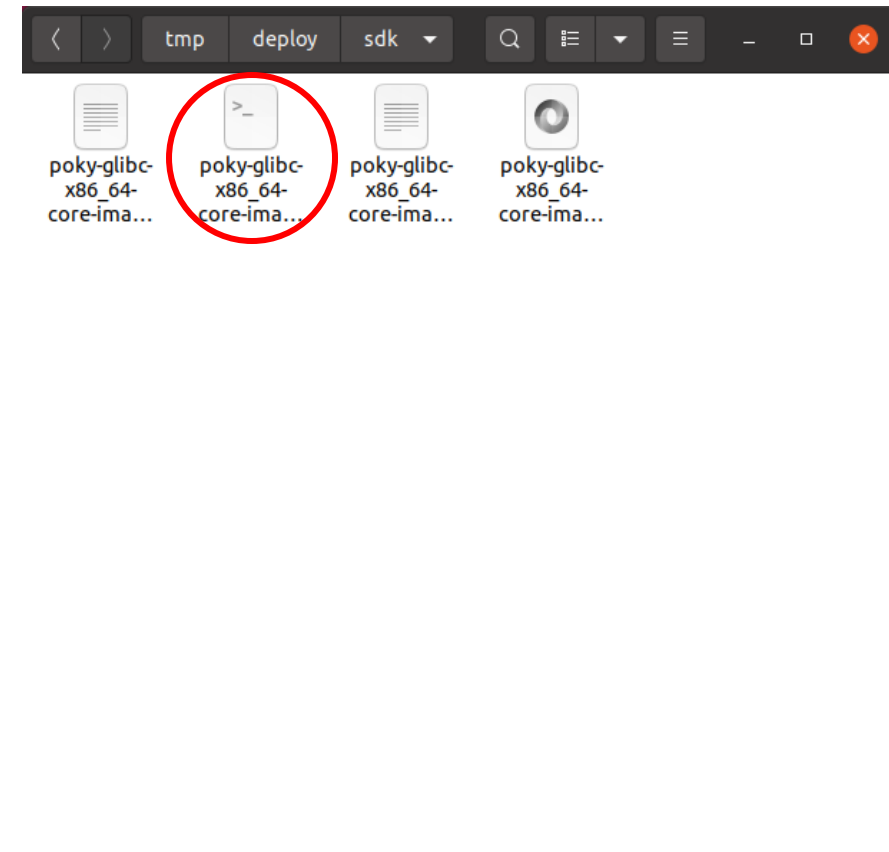 tmp deploy sdk
>_
poky-glibc- poky-glibc- poky-glibc- poky-glibc-
x86_64- x86_64- x86_64- x86_64-
core-ima... core-ima... core-ima... core-ima...